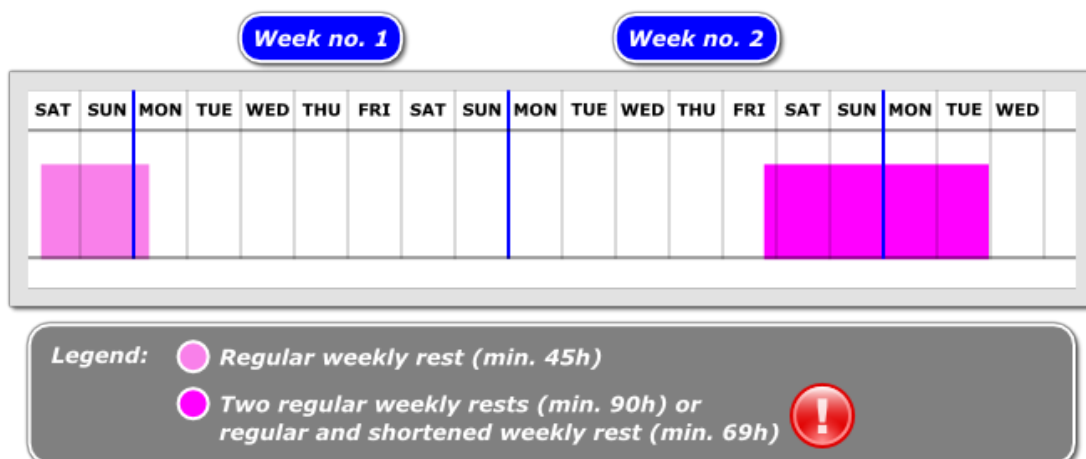 Week no. 1 Week no. 2
SAT SUN MON TUE WED THU FRI SAT SUN MON TUE WED THU FRI SAT SUN MON TUE WED
Legend: Regular weekly rest (min. 45h)
Two regular weekly rests (min. 90h) or
regular and shortened weekly rest (min. 69h) !